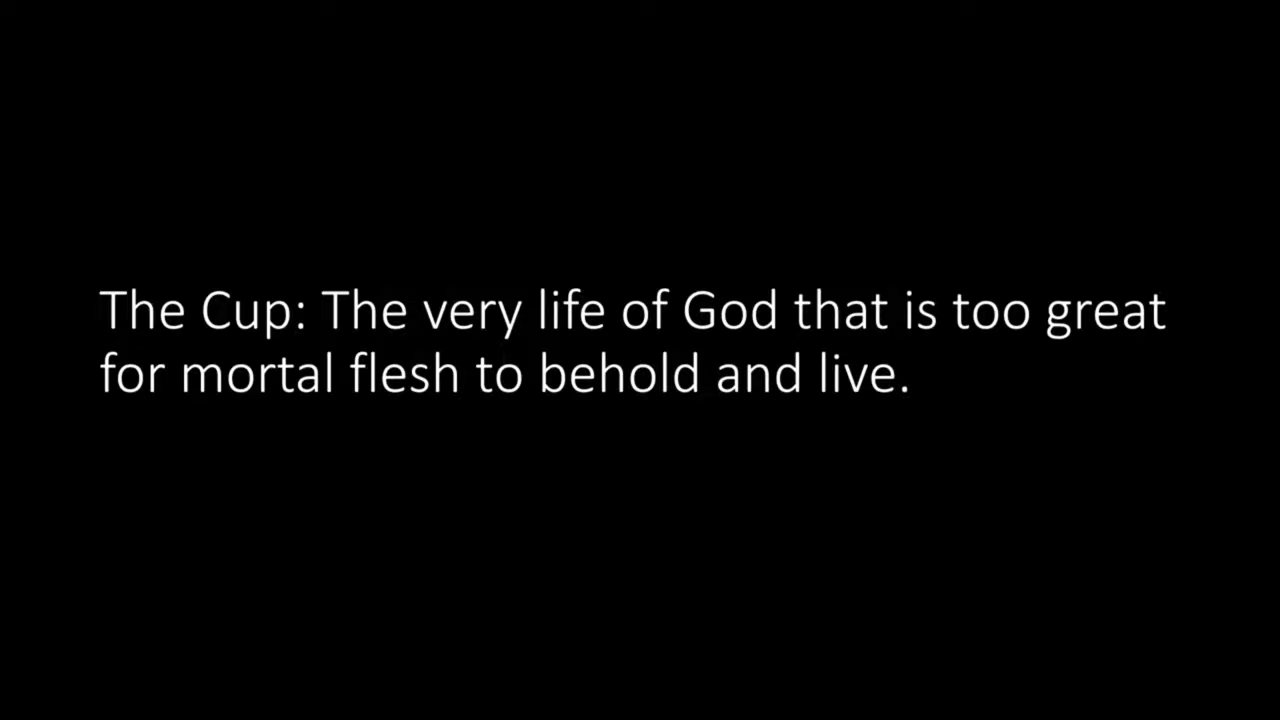 The Cup: The very life of God that is too great
for mortal flesh to behold and live.